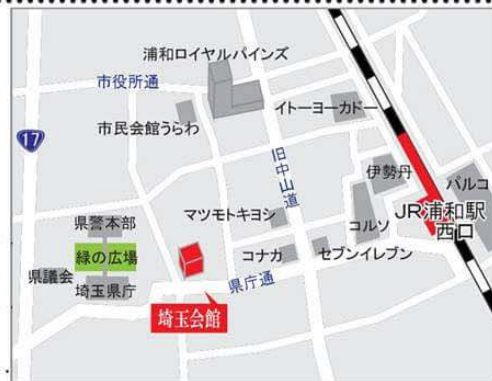 浦和ロイヤルパインズ
市役所通
イトーヨーカドー
市民会館うらわ
17
旧中山道
伊勢丹
パルコ
マツモトキヨシ
JR浦和駅
西口
県警本部
コルソ
緑の広場
コナカ
セブンイレブン
県議会
県庁通
埼玉県庁
埼玉会館